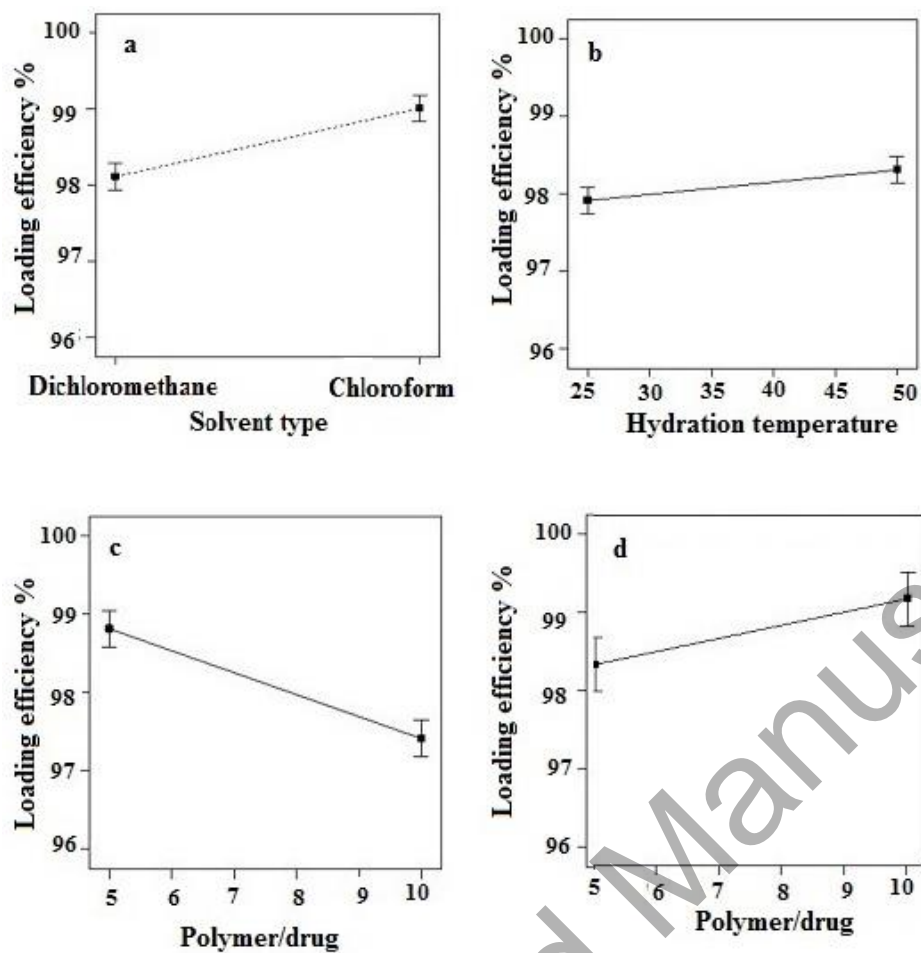 a
Loading efficiency %
100
99
98
97
96
Dichloromethane Chloroform
Solvent type
b
Loading efficiency %
100
99
98
97
96
25 30 35 40 45 50
Hydration temperature
c
Loading efficiency %
100
99
98
97
96
5 6 7 8 9 10
Polymer/drug
d
Loading efficiency %
100
99
98
97
96
5 6 7 8 9 10
Polymer/drug
d Manus